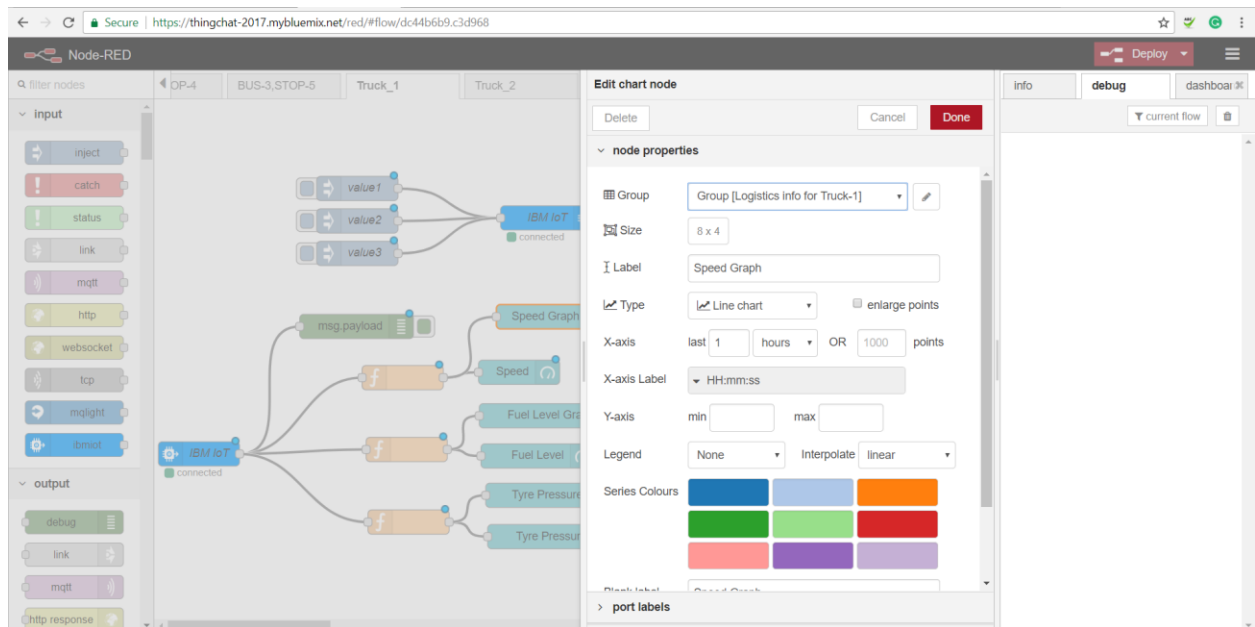 Secure https://thingchat-2017.mybluemix.net/red/#flow/dc44b6b9.c3d968
Node-RED
Deploy
filter nodes
OP-4
BUS-3,STOP-5
Truck_1
Truck_2
input
inject
catch
status
link
mqtt
http
websocket
tcp
mqlight
ibmiot
output
debug
link
mqtt
http response
value1
value2
value3
IBM IoT
connected
msg.payload
f
f
f
Speed Graph
Speed
Fuel Level Gra
Fuel Level
Tyre Pressure
Tyre Pressur
IBM IoT
connected
Edit chart node
Delete
Cancel
Done
node properties
Group Group [Logistics info for Truck-1]
Size 8 x 4
Label Speed Graph
Type Line chart enlarge points
X-axis last 1 hours OR 1000 points
X-axis Label HH:mm:ss
Y-axis min max
Legend None Interpolate linear
Series Colours
Blank label Speed Graph
port labels
info
debug
dashboar
current flow